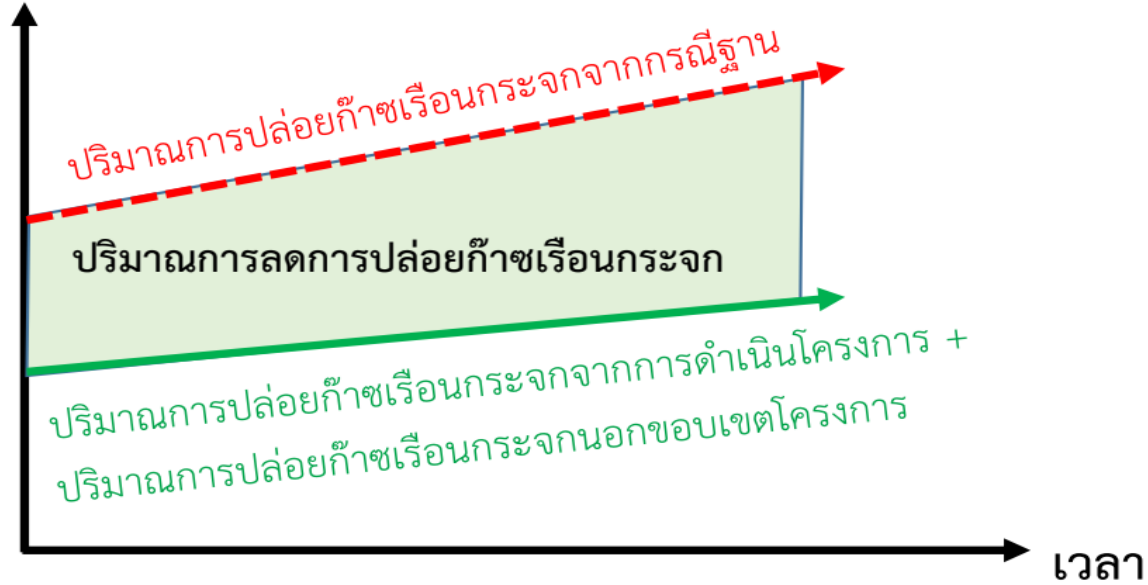 ปริมาณการปล่อยก๊าซเรือนกระจกจากกรณีฐาน
ปริมาณการลดการปล่อยก๊าซเรือนกระจก
ปริมาณการปล่อยก๊าซเรือนกระจกจากการดำเนินโครงการ +
ปริมาณการปล่อยก๊าซเรือนกระจกนอกขอบเขตโครงการ
เวลา